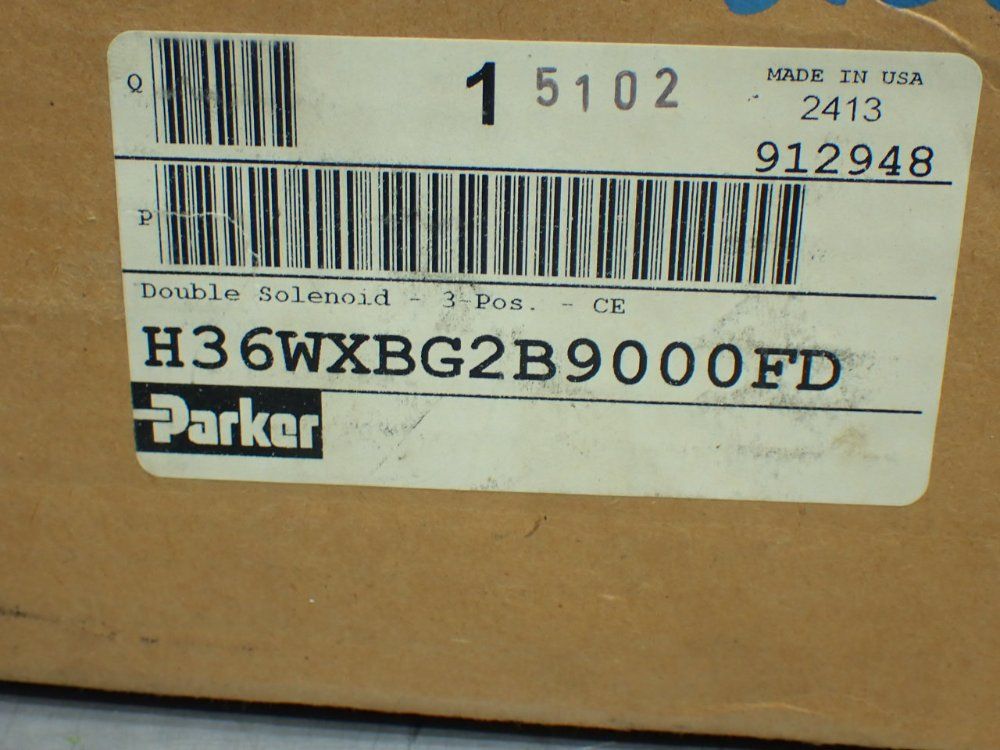 Q 1 5102 MADE IN USA
2413
912948
P
Double Solenoid - 3-Pos. - CE
H36WXBG2B9000FD
Parker